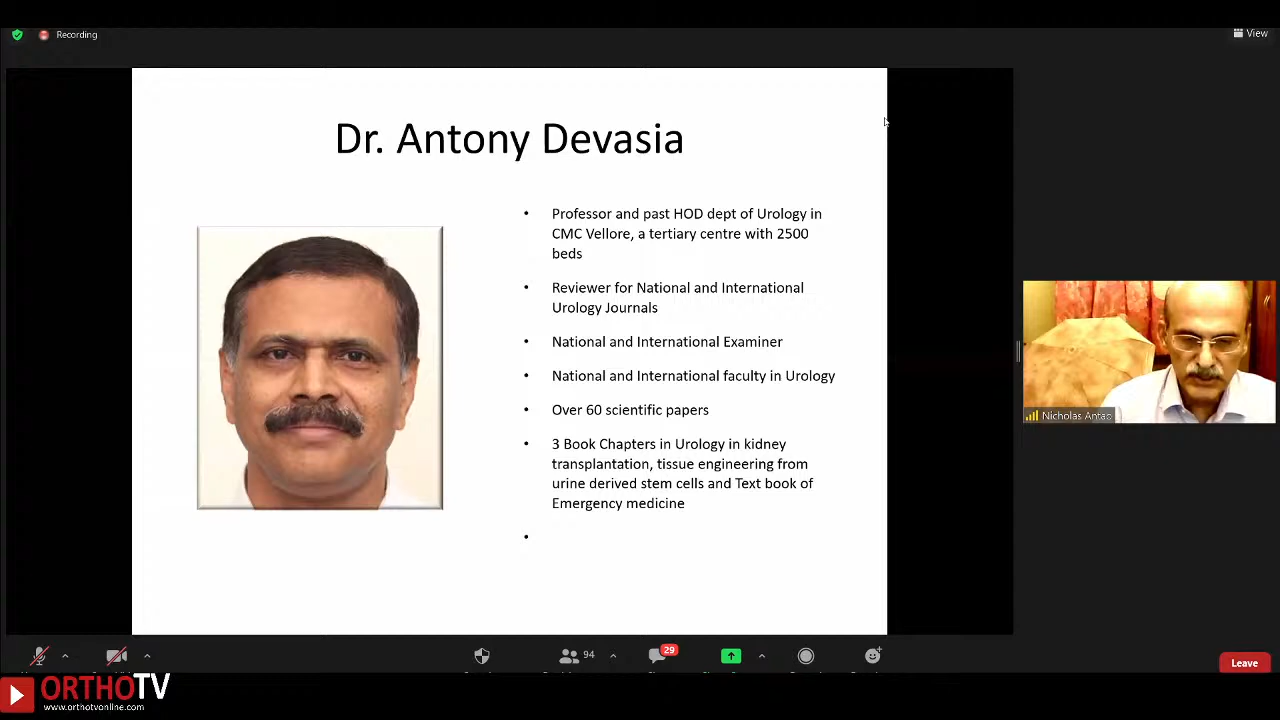 Recording
View
Dr. Antony Devasia
• Professor and past HOD dept of Urology in
CMC Vellore, a tertiary centre with 2500
beds
• Reviewer for National and International
Urology Journals
• National and International Examiner
• National and International faculty in Urology
• Over 60 scientific papers
• 3 Book Chapters in Urology in kidney
transplantation, tissue engineering from
urine derived stem cells and Text book of
Emergency medicine
•
Nicholas Antao
94
29
Leave
ORTHOTV
www.orthotvonline.com